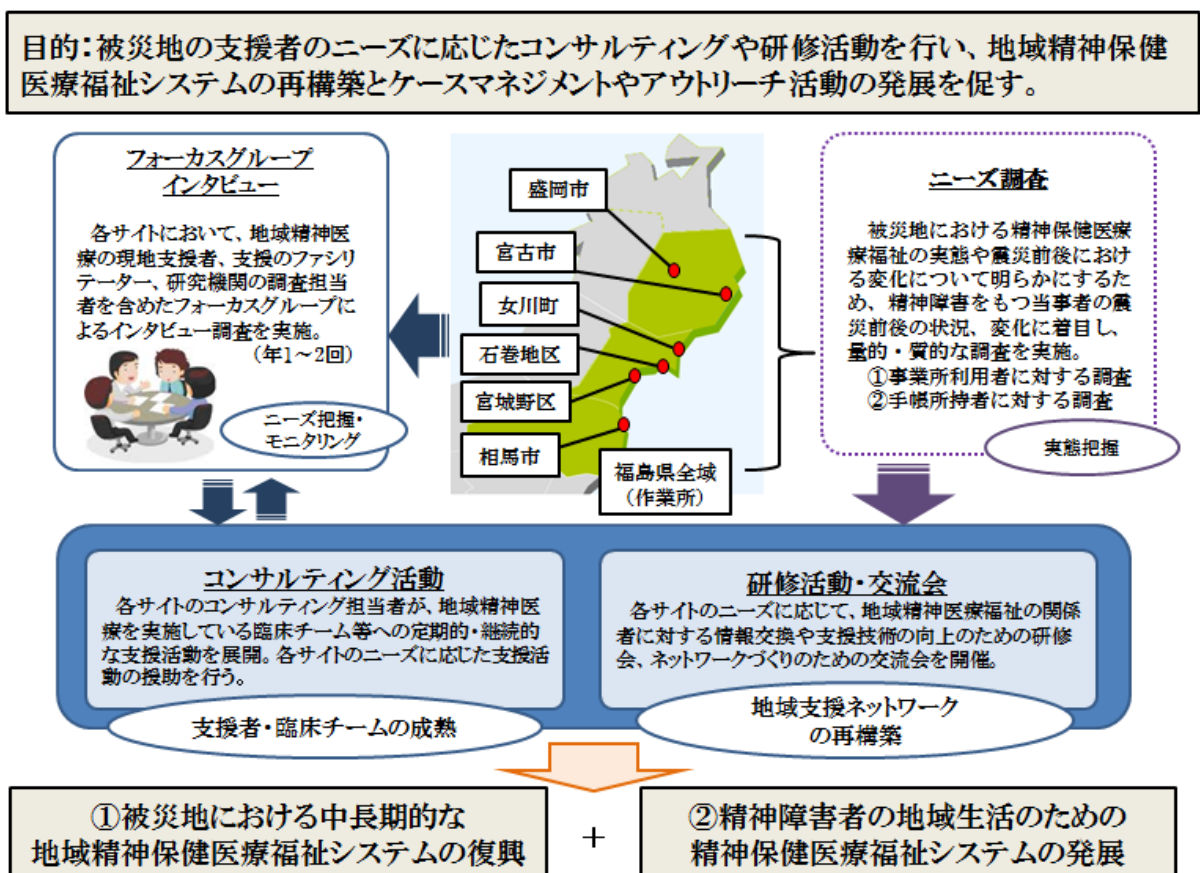 目的：被災地の支援者のニーズに応じたコンサルティングや研修活動を行い、地域精神保健
医療福祉システムの再構築とケースマネジメントやアウトリーチ活動の発展を促す。
フォーカスグループ
インタビュー
各サイトにおいて、地域精神医
療の現地支援者、支援のファシリ
テーター、研究機関の調査担当
者を含めたフォーカスグループに
よるインタビュー調査を実施。
（年1～2回）
ニーズ把握・
モニタリング
盛岡市
宮古市
女川町
石巻地区
宮城野区
相馬市
福島県全域
（作業所）
ニーズ調査
被災地における精神保健医療
療福祉の実態や震災前後における
変化について明らかにするた
め、精神障害をもつ当事者の震
災前後の状況、変化に着目し、
量的・質的な調査を実施。
①事業所利用者に対する調査
②手帳所持者に対する調査
実態把握
コンサルティング活動
各サイトのコンサルティング担当者が、地域精神医
療を実施している臨床チーム等への定期的・継続的
な支援活動を展開。各サイトのニーズに応じた支援活
動の援助を行う。
支援者・臨床チームの成熟
研修活動・交流会
各サイトのニーズに応じて、地域精神医療福祉の関係
者に対する情報交換や支援技術の向上のための研修
会、ネットワークづくりのための交流会を開催。
地域支援ネットワーク
の再構築
①被災地における中長期的な
地域精神保健医療福祉システムの復興
＋
②精神障害者の地域生活のための
精神保健医療福祉システムの発展